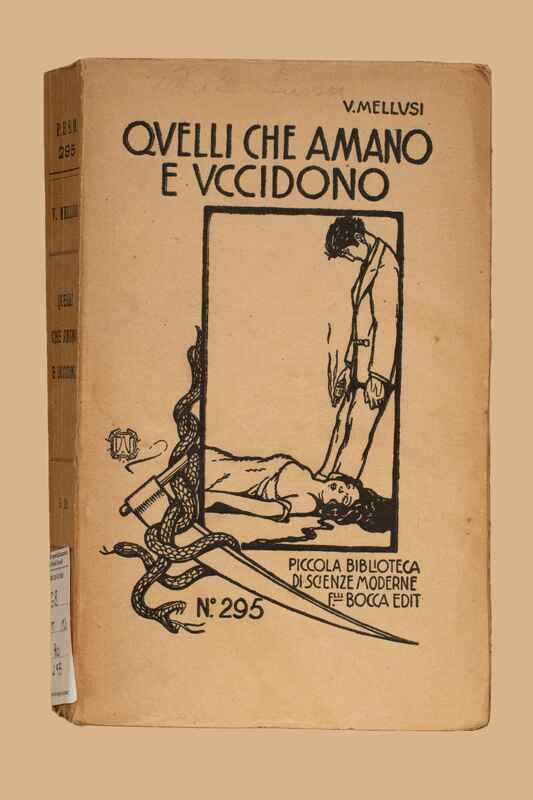 V. MELLVSI
QVELLI CHE AMANO
E VCCIDONO
PICCOLA BIBLIOTECA
DI SCIENZE MODERNE
F.LLI BOCCA EDIT.
N.o 295
295
V. MELLUSI
QUELLI
CHE AMANO
E UCCIDONO